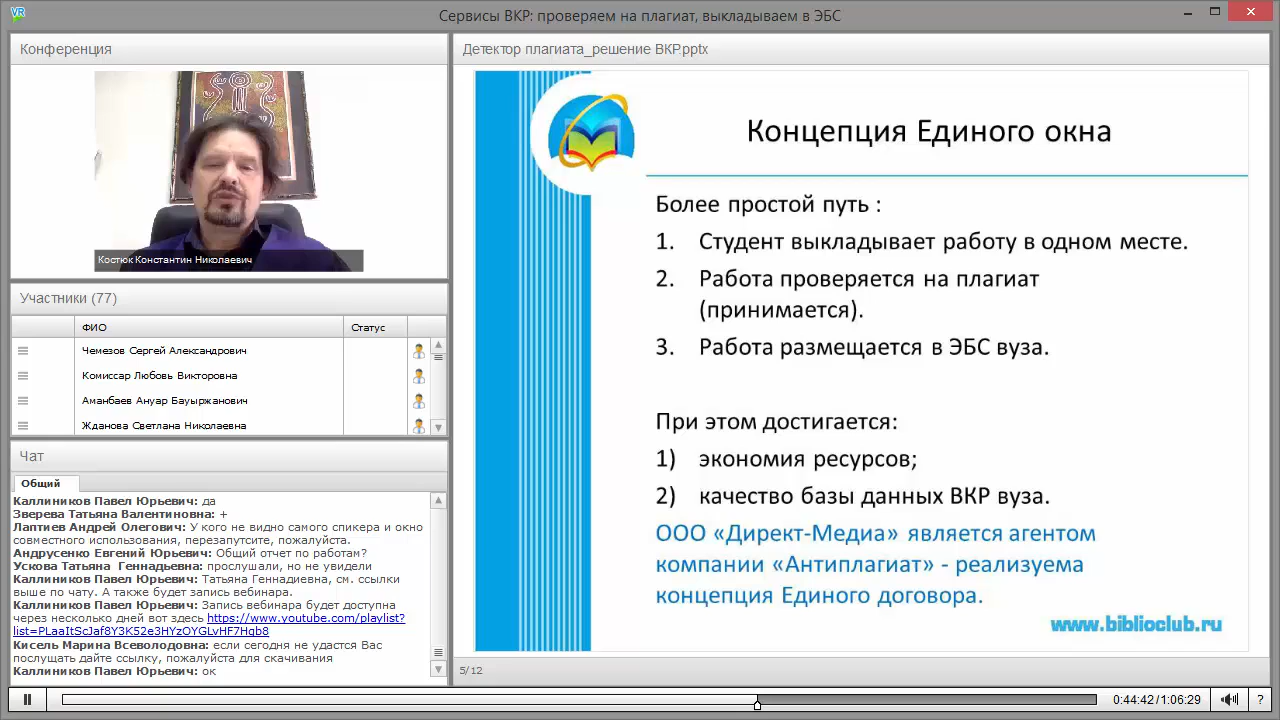 VR
Сервисы ВКР: проверяем на плагиат, выкладываем в ЭБС
Конференция
Костюк Константин Николаевич
Участники (77)
ФИО
Статус
Чемезов Сергей Александрович
Комиссар Любовь Викторовна
Аманбаев Ануар Бауыржанович
Жданова Светлана Николаевна
Чат
Общий
Каллиников Павел Юрьевич: да
Зверева Татьяна Валентиновна: +
Лаптиев Андрей Олегович: У кого не видно самого спикера и окно
совместного использования, перезапустите, пожалуйста.
Андрусенко Евгений Юрьевич: Общий отчет по работам?
Ускова Татьяна Геннадьевна: прослушали, но не увидели
Каллиников Павел Юрьевич: Татьяна Геннадиевна, см. ссылки
выше по чату. А также будет запись вебинара.
Каллиников Павел Юрьевич: Запись вебинара будет доступна
через несколько дней вот здесь https://www.youtube.com/playlist?
list=PLaaItScJaf8Y3K52e3HYzOYGLvHF7Hgb8
Кисель Марина Всеволодовна: если сегодня не удастся Вас
послущать дайте ссылку, пожалуйста для скачивания
Каллиников Павел Юрьевич: ок
Детектор плагиата_решение ВКР.pptx
Концепция Единого окна
Более простой путь :
1. Студент выкладывает работу в одном месте.
2. Работа проверяется на плагиат
(принимается).
3. Работа размещается в ЭБС вуза.
При этом достигается:
1) экономия ресурсов;
2) качество базы данных ВКР вуза.
ООО «Директ-Медиа» является агентом
компании «Антиплагиат» - реализуема
концепция Единого договора.
www.biblioclub.ru
5/12
0:44:42/1:06:29
?